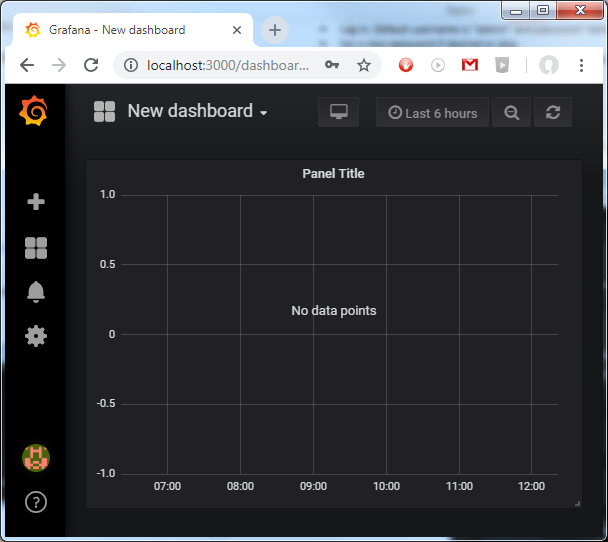 Grafana - New dashboard
localhost:3000/dashboar...
New dashboard
Last 6 hours
Panel Title
1.0
0.5
No data points
0
-0.5
-1.0
07:00 08:00 09:00 10:00 11:00 12:00